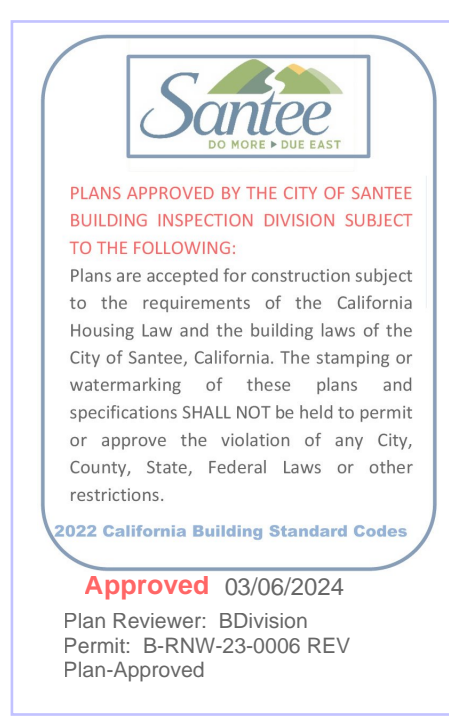 Santee
DO MORE ▶ DUE EAST
PLANS APPROVED BY THE CITY OF SANTEE
BUILDING INSPECTION DIVISION SUBJECT
TO THE FOLLOWING:
Plans are accepted for construction subject
to the requirements of the California
Housing Law and the building laws of the
City of Santee, California. The stamping or
watermarking of these plans and
specifications SHALL NOT be held to permit
or approve the violation of any City,
County, State, Federal Laws or other
restrictions.
2022 California Building Standard Codes
Approved 03/06/2024
Plan Reviewer: BDivision
Permit: B-RNW-23-0006 REV
Plan-Approved